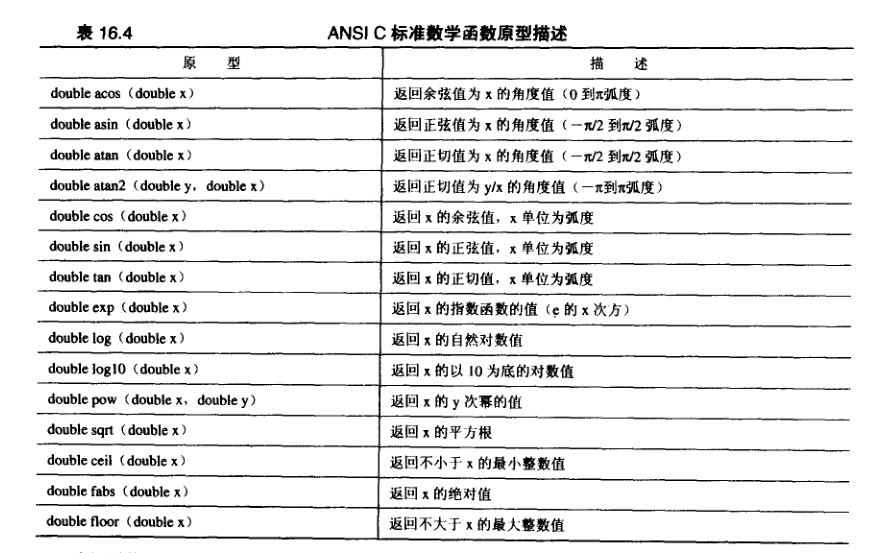 表 16.4 ANSI C 标准数学函数原型描述
原 型 描 述
double acos（double x） 返回余弦值为 x 的角度值（0 到π弧度）
double asin（double x） 返回正弦值为 x 的角度值（－π/2 到π/2 弧度）
double atan（double x） 返回正切值为 x 的角度值（－π/2 到π/2 弧度）
double atan2（double y，double x） 返回正切值为 y/x 的角度值（－π到π弧度）
double cos（double x） 返回 x 的余弦值，x 单位为弧度
double sin（double x） 返回 x 的正弦值，x 单位为弧度
double tan（double x） 返回 x 的正切值，x 单位为弧度
double exp（double x） 返回 x 的指数函数的值（e 的 x 次方）
double log（double x） 返回 x 的自然对数值
double log10（double x） 返回 x 的以 10 为底的对数值
double pow（double x，double y） 返回 x 的 y 次幂的值
double sqrt（double x） 返回 x 的平方根
double ceil（double x） 返回不小于 x 的最小整数值
double fabs（double x） 返回 x 的绝对值
double floor（double x） 返回不大于 x 的最大整数值